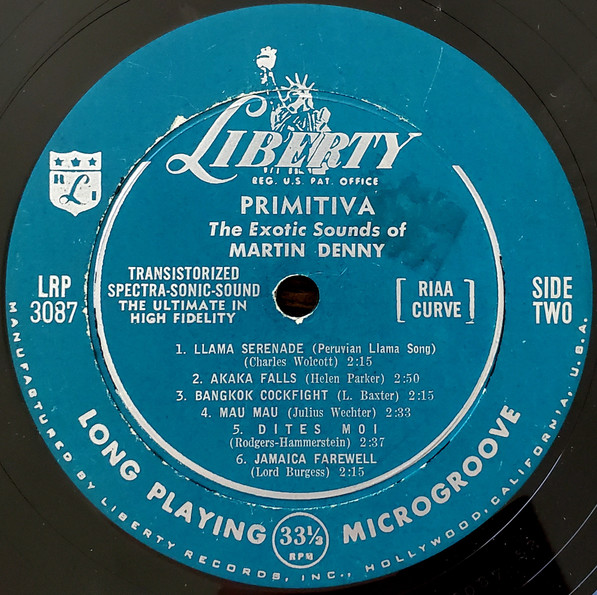 LIBERTY
REG. U.S. PAT. OFFICE
R L I
PRIMITIVA
The Exotic Sounds of
MARTIN DENNY
LRP
3087
TRANSISTORIZED
SPECTRA-SONIC-SOUND
THE ULTIMATE IN
HIGH FIDELITY
[ RIAA
CURVE ]
SIDE
TWO
1. LLAMA SERENADE (Peruvian Llama Song)
(Charles Wolcott) 2:15
2. AKAKA FALLS (Helen Parker) 2:50
3. BANGKOK COCKFIGHT (L. Baxter) 2:15
4. MAU MAU (Julius Wechter) 2:33
5. DITES MOI
(Rodgers-Hammerstein) 2:37
6. JAMAICA FAREWELL
(Lord Burgess) 2:15
LONG PLAYING 33 1/3 RPM MICROGROOVE
MANUFACTURED BY LIBERTY RECORDS, INC., HOLLYWOOD, CALIFORNIA, U.S.A.